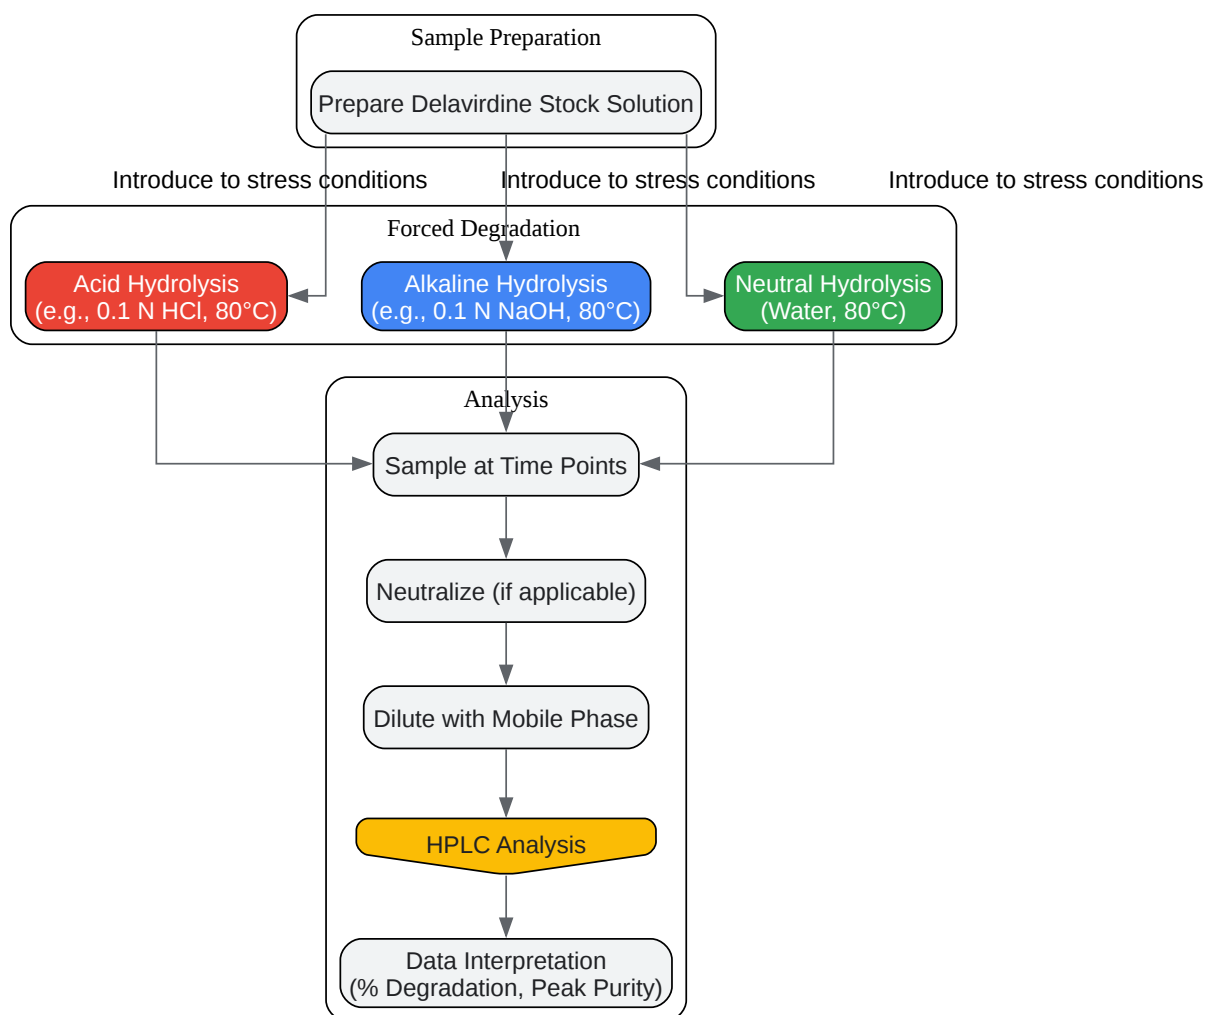 Sample Preparation
Prepare Delavirdine Stock Solution
Introduce to stress conditions
Introduce to stress conditions
Introduce to stress conditions
Forced Degradation
Acid Hydrolysis
(e.g., 0.1 N HCl, 80°C)
Alkaline Hydrolysis
(e.g., 0.1 N NaOH, 80°C)
Neutral Hydrolysis
(Water, 80°C)
Analysis
Sample at Time Points
Neutralize (if applicable)
Dilute with Mobile Phase
HPLC Analysis
Data Interpretation
(% Degradation, Peak Purity)